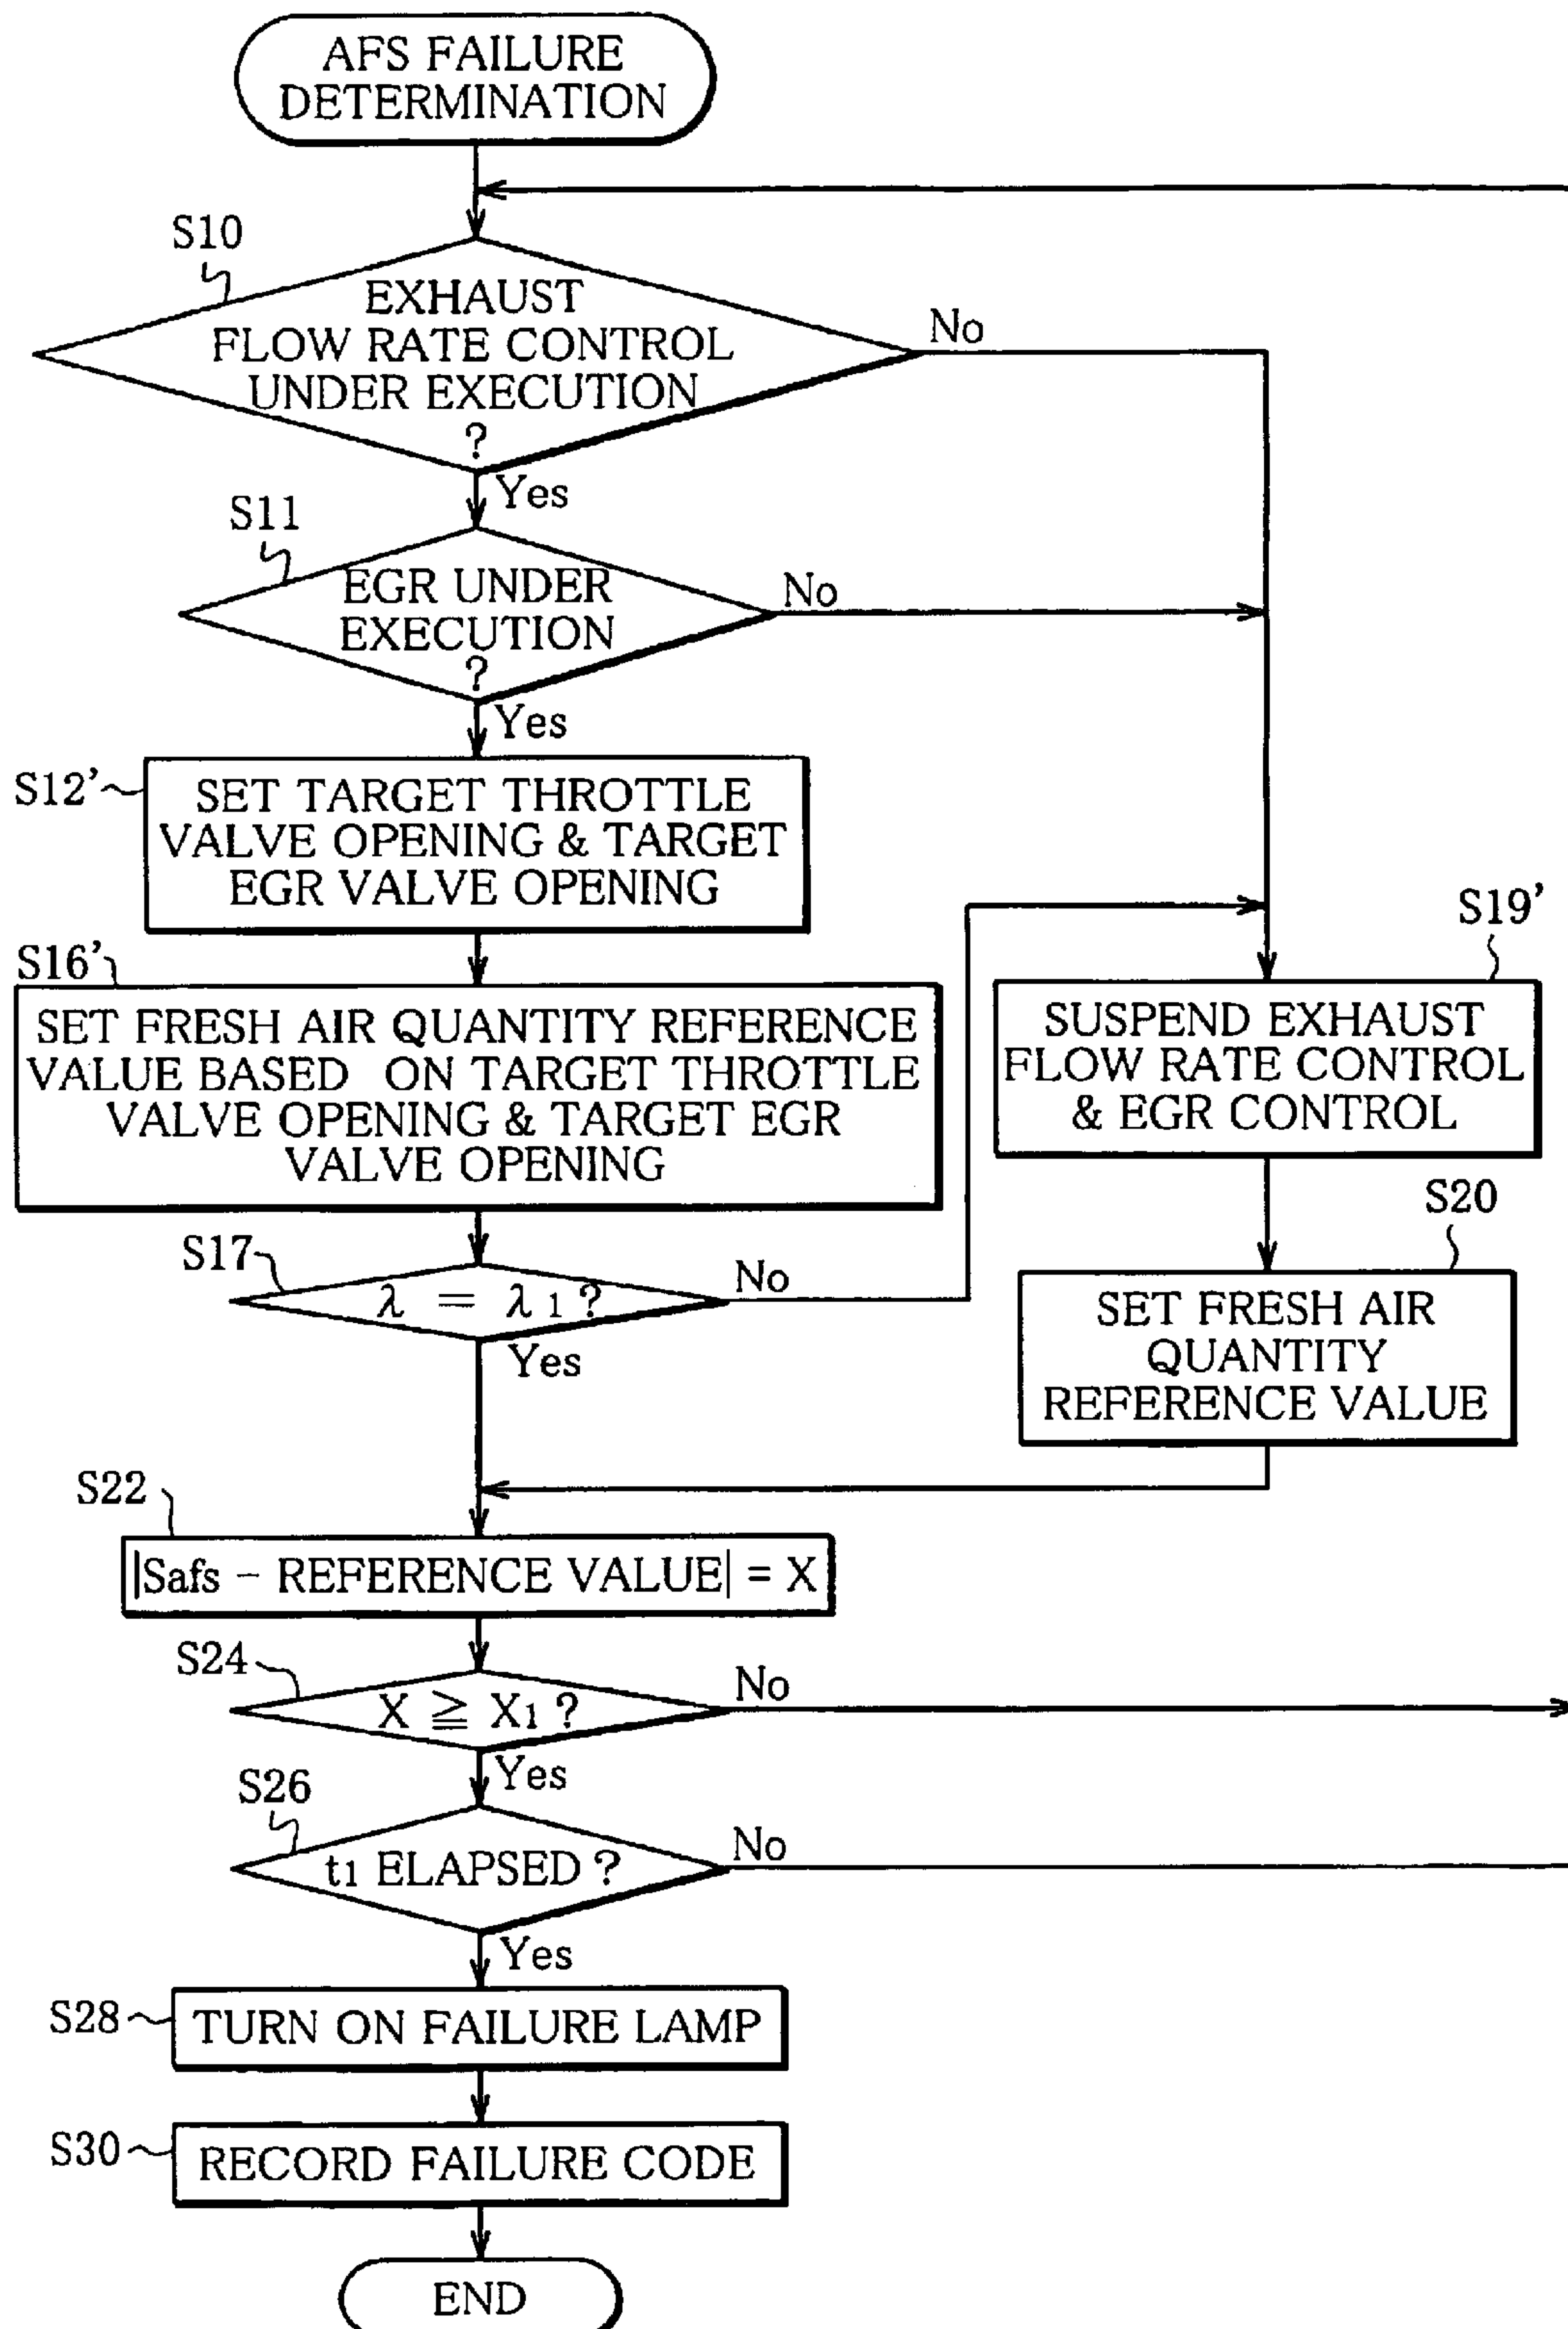 AFS FAILURE
DETERMINATION
S10
EXHAUST
FLOW RATE CONTROL
UNDER EXECUTION
?
No
Yes
S11
EGR UNDER
EXECUTION
?
No
Yes
S12'
SET TARGET THROTTLE
VALVE OPENING & TARGET
EGR VALVE OPENING
S16'
SET FRESH AIR QUANTITY REFERENCE
VALUE BASED ON TARGET THROTTLE
VALVE OPENING & TARGET EGR
VALVE OPENING
S19'
SUSPEND EXHAUST
FLOW RATE CONTROL
& EGR CONTROL
S17
λ = λ1?
No
Yes
S20
SET FRESH AIR
QUANTITY
REFERENCE VALUE
S22
|Safs - REFERENCE VALUE| = X
S24
X ≧ X1?
No
Yes
S26
t1 ELAPSED?
No
Yes
S28
TURN ON FAILURE LAMP
S30
RECORD FAILURE CODE
END